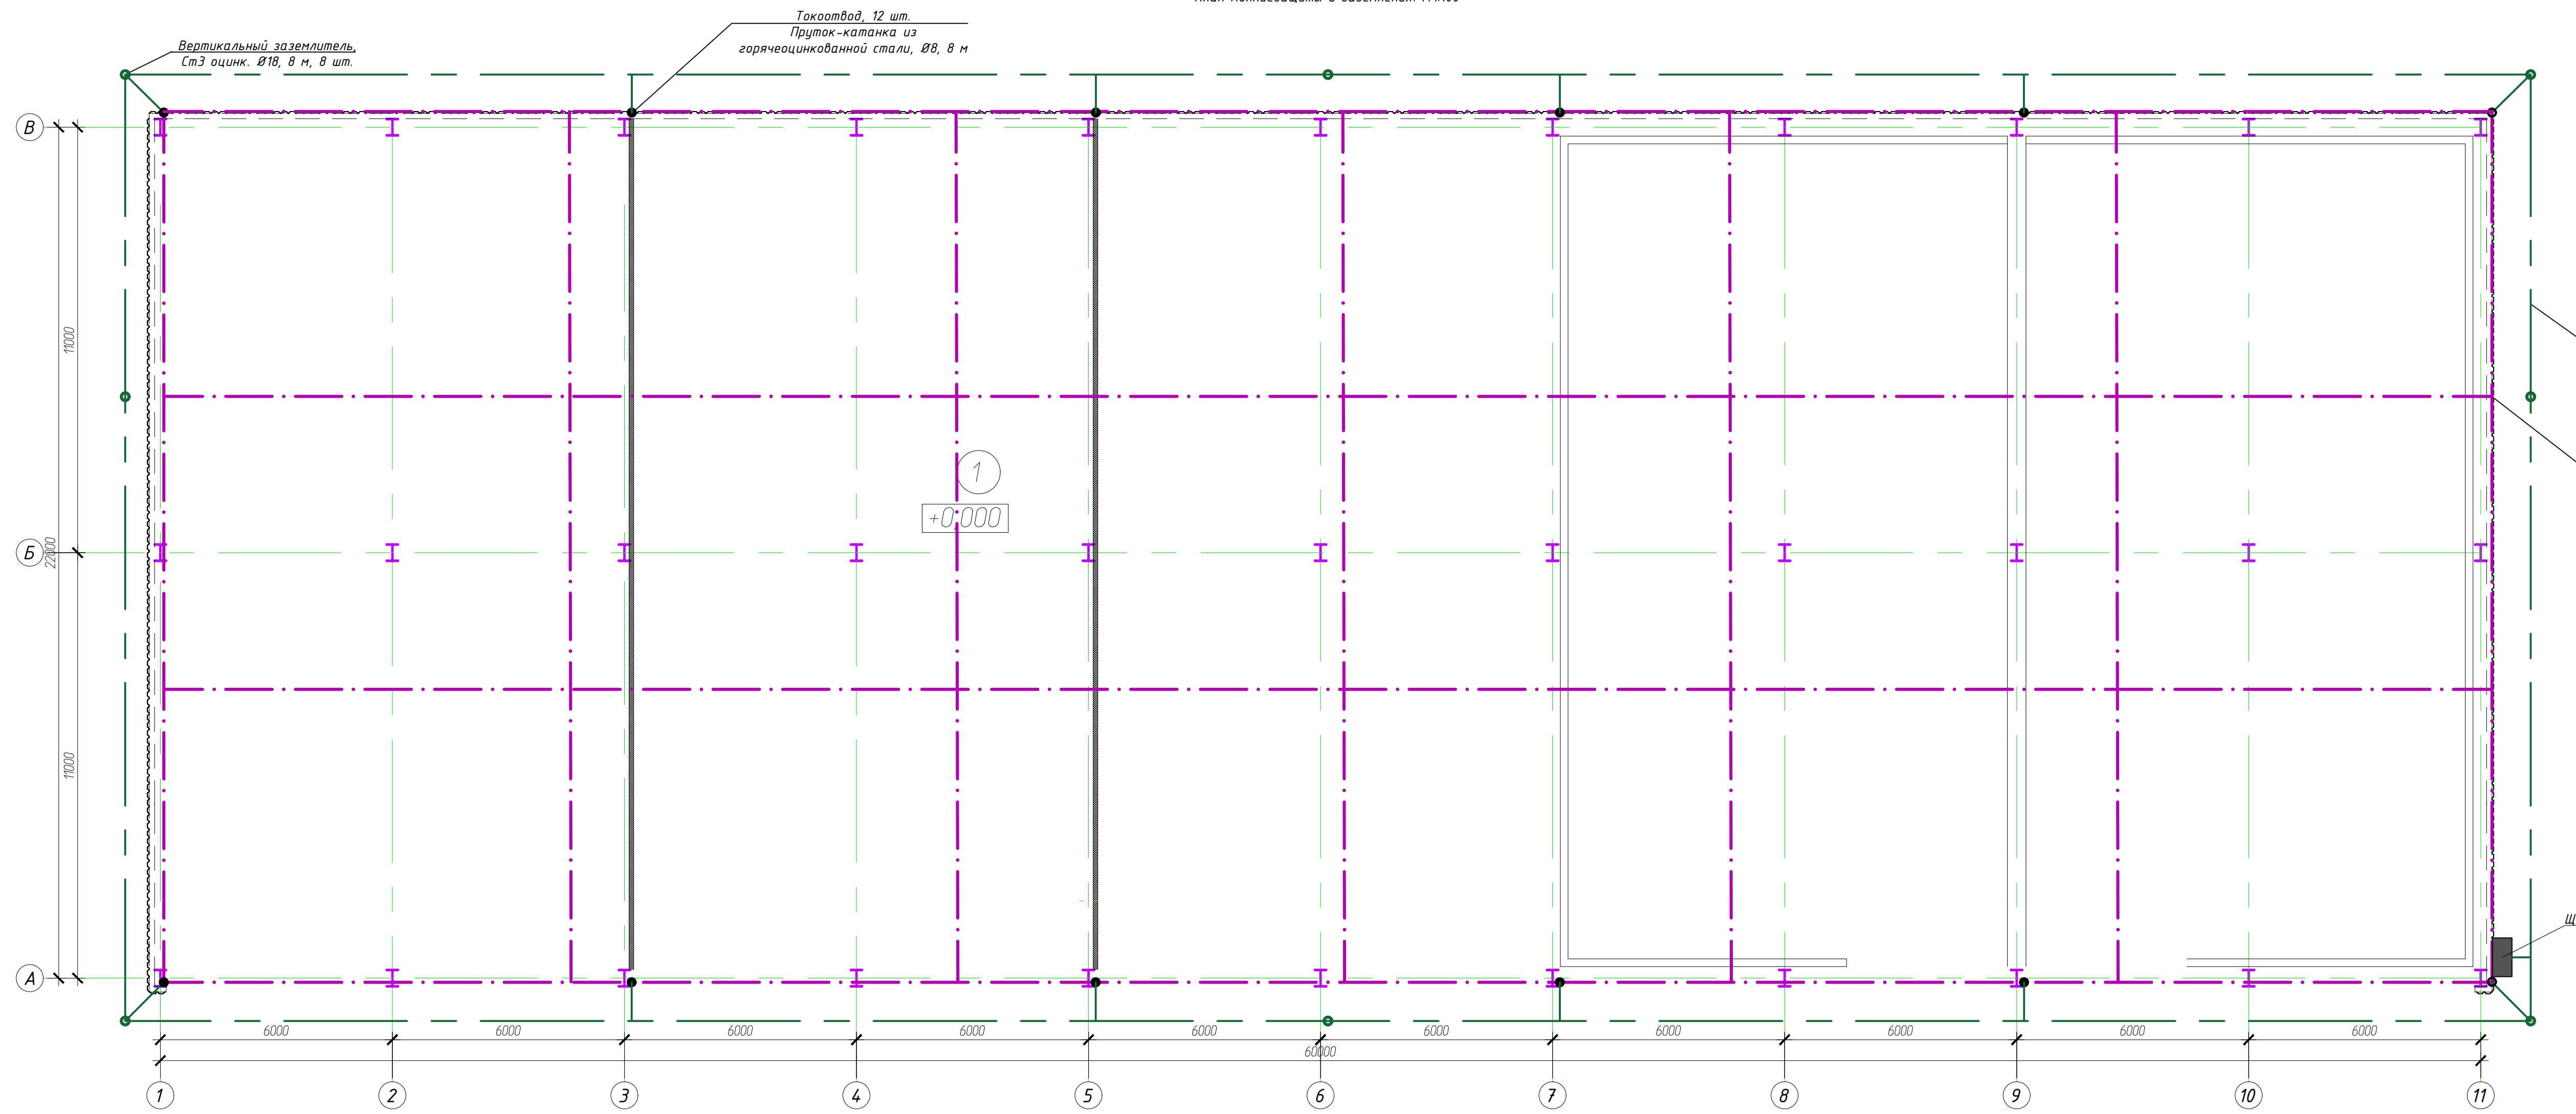 Токоотвод, 12 шт.
Пруток-катанка из
горячеоцинкованной стали, Ø8, 8 м
Вертикальный заземлитель,
Ст3 оцинк. Ø18, 8 м, 8 шт.
В
11000
1
+0,000
Б
22000
11000
Щ
А
6000 6000 6000 6000 6000 6000 6000 6000 6000 6000
60000
1 2 3 4 5 6 7 8 9 10 11